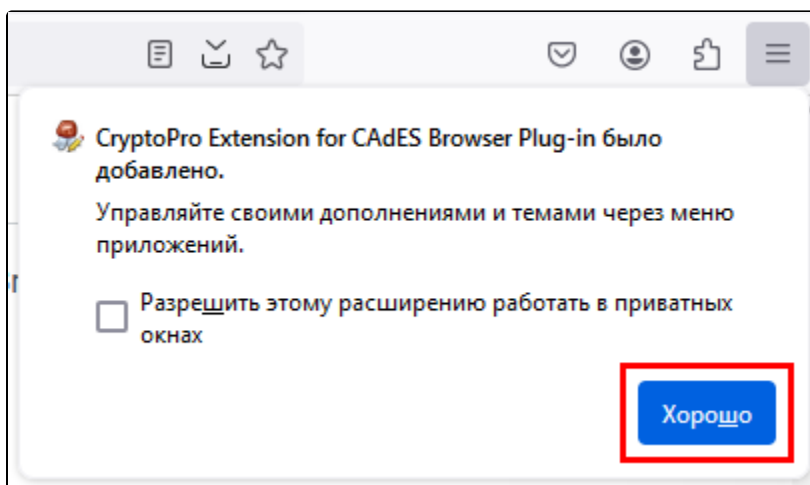 CryptoPro Extension for CAdES Browser Plug-in было
добавлено.
Управляйте своими дополнениями и темами через меню
приложений.
Разрешить этому расширению работать в приватных
окнах
Хорошо